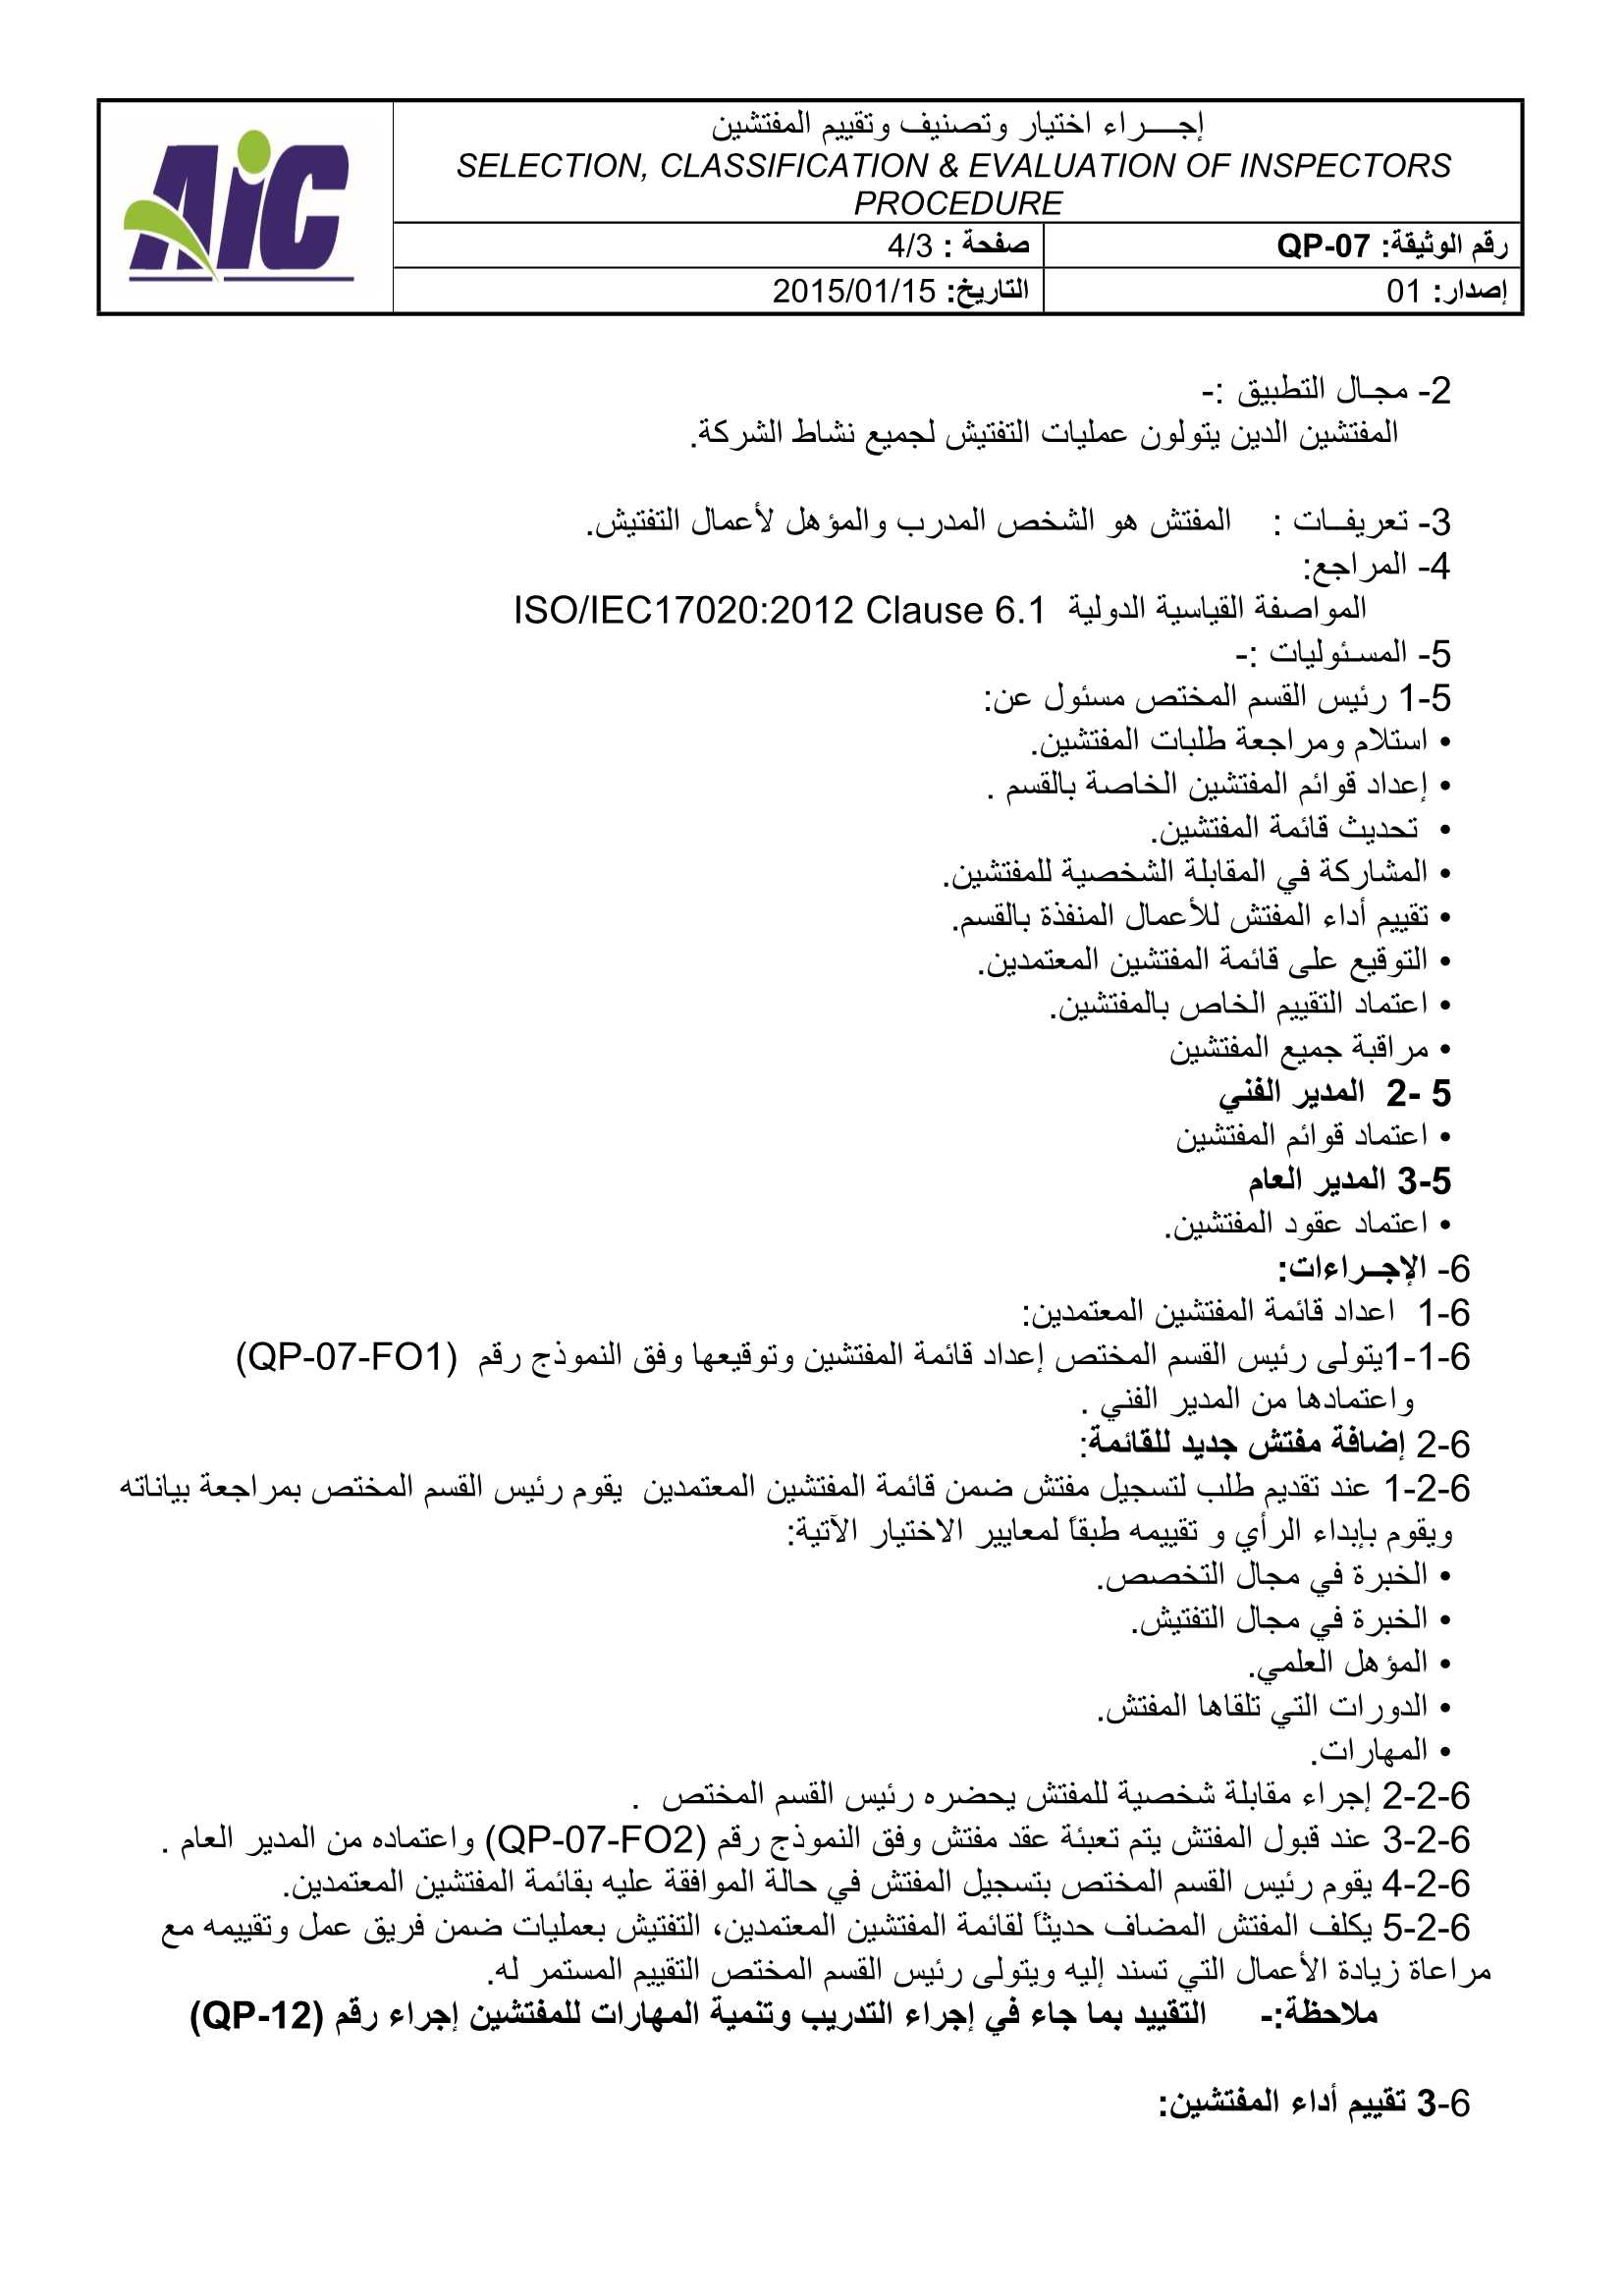 AiC
إجـــــراء اختيار وتصنيف وتقييم المفتشين
SELECTION, CLASSIFICATION & EVALUATION OF INSPECTORS
PROCEDURE
رقم الوثيقة: QP-07
صفحة : 4/3
إصدار: 01
التاريخ: 2015/01/15
2- مجـال التطبيق :-
المفتشين الدين يتولون عمليات التفتيش لجميع نشاط الشركة.
3- تعريفــات : المفتش هو الشخص المدرب والمؤهل لأعمال التفتيش.
4- المراجع:
المواصفة القياسية الدولية ISO/IEC17020:2012 Clause 6.1
5- المسـئوليات :-
1-5 رئيس القسم المختص مسئول عن:
• استلام ومراجعة طلبات المفتشين.
• إعداد قوائم المفتشين الخاصة بالقسم .
• تحديث قائمة المفتشين.
• المشاركة في المقابلة الشخصية للمفتشين.
• تقييم أداء المفتش للأعمال المنفذة بالقسم.
• التوقيع على قائمة المفتشين المعتمدين.
• اعتماد التقييم الخاص بالمفتشين.
• مراقبة جميع المفتشين
5 -2 المدير الفني
• اعتماد قوائم المفتشين
3-5 المدير العام
• اعتماد عقود المفتشين.
6- الإجــراءات:
1-6 اعداد قائمة المفتشين المعتمدين:
1-1-6يتولى رئيس القسم المختص إعداد قائمة المفتشين وتوقيعها وفق النموذج رقم (QP-07-FO1)
واعتمادها من المدير الفني .
2-6 إضافة مفتش جديد للقائمة:
1-2-6 عند تقديم طلب لتسجيل مفتش ضمن قائمة المفتشين المعتمدين يقوم رئيس القسم المختص بمراجعة بياناته
ويقوم بإبداء الرأي و تقييمه طبقاً لمعايير الاختيار الآتية:
• الخبرة في مجال التخصص.
• الخبرة في مجال التفتيش.
• المؤهل العلمي.
• الدورات التي تلقاها المفتش.
• المهارات.
2-2-6 إجراء مقابلة شخصية للمفتش يحضره رئيس القسم المختص .
3-2-6 عند قبول المفتش يتم تعبئة عقد مفتش وفق النموذج رقم (QP-07-FO2) واعتماده من المدير العام .
4-2-6 يقوم رئيس القسم المختص بتسجيل المفتش في حالة الموافقة عليه بقائمة المفتشين المعتمدين.
5-2-6 يكلف المفتش المضاف حديثاً لقائمة المفتشين المعتمدين، التفتيش بعمليات ضمن فريق عمل وتقييمه مع
مراعاة زيادة الأعمال التي تسند إليه ويتولى رئيس القسم المختص التقييم المستمر له.
ملاحظة:- التقييد بما جاء في إجراء التدريب وتنمية المهارات للمفتشين إجراء رقم (QP-12)
3-6 تقييم أداء المفتشين: